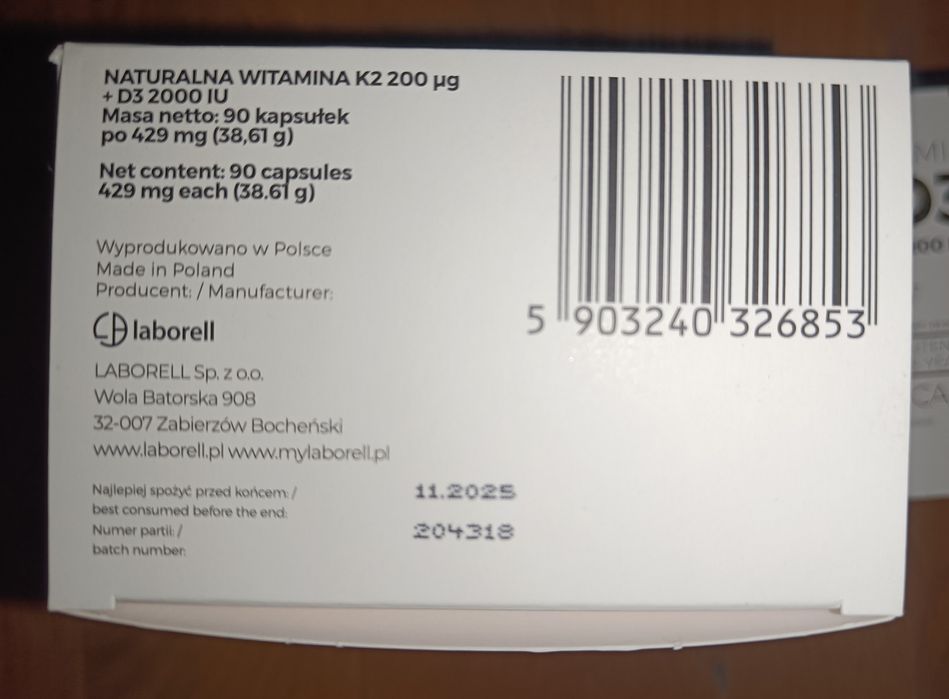 NATURALNA WITAMINA K2 200 µg
+ D3 2000 IU
Masa netto: 90 kapsułek
po 429 mg (38,61 g)
Net content: 90 capsules
429 mg each (38.61 g)
Wyprodukowano w Polsce
Made in Poland
Producent: / Manufacturer:
laborell
LABORELL Sp. z o.o.
Wola Batorska 908
32-007 Zabierzów Bocheński
www.laborell.pl www.mylaborell.pl
Najlepiej spożyć przed końcem: /
best consumed before the end:
11.2025
Numer partii: /
batch number:
204318
5 903240 326853